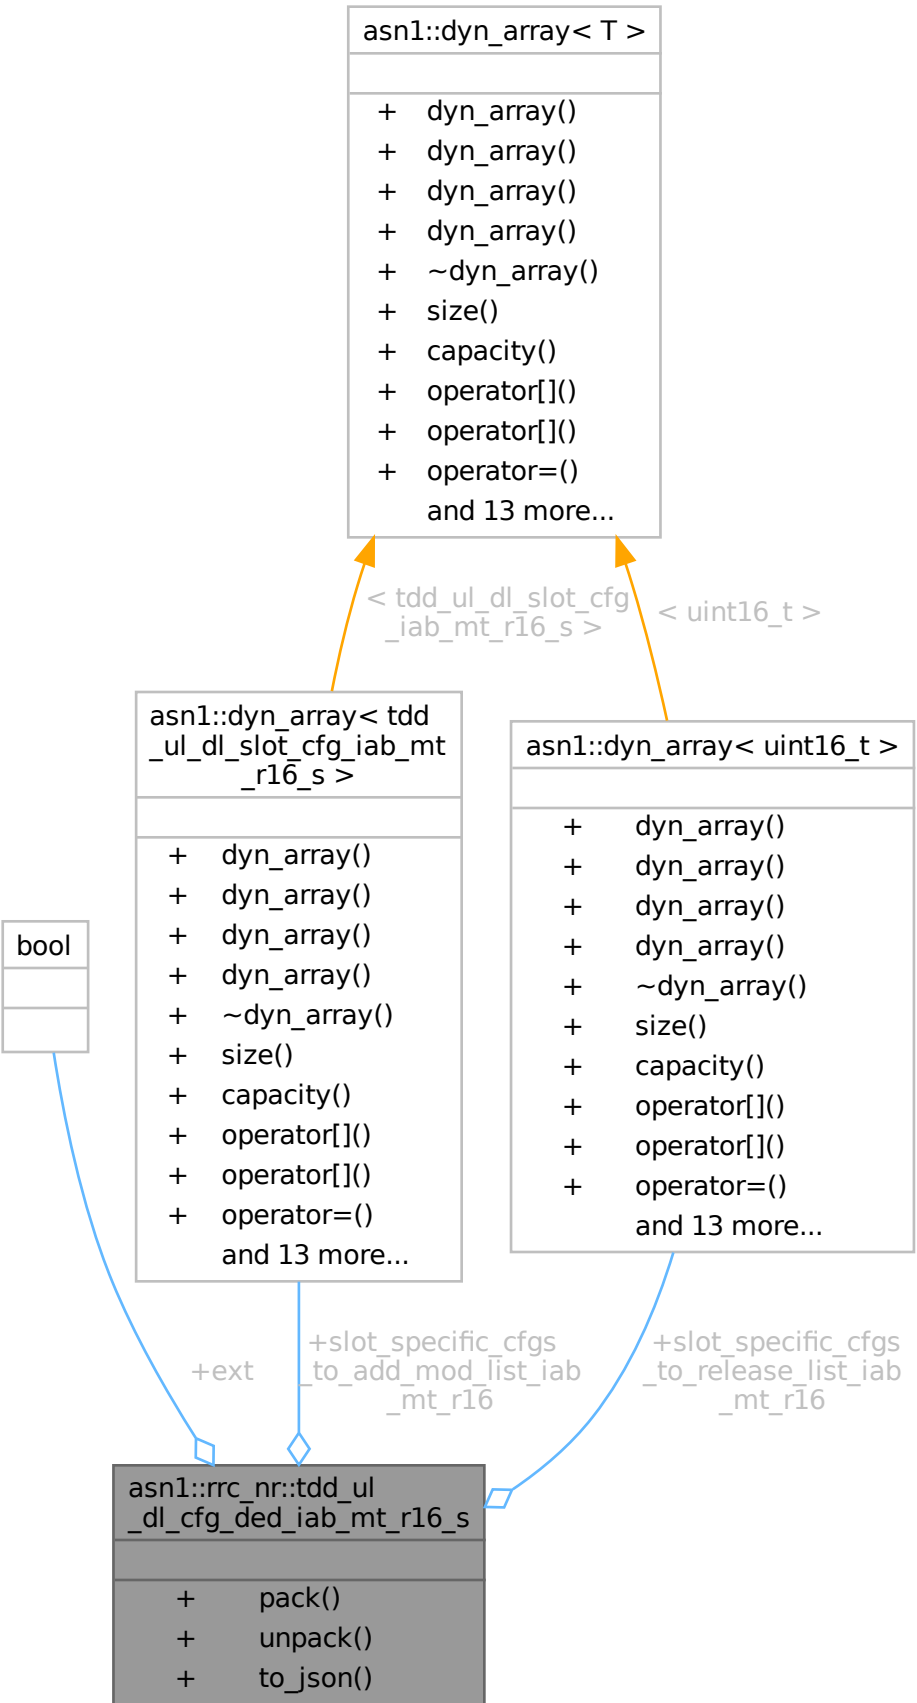 asn1::dyn_array< T >
+ dyn_array()
+ dyn_array()
+ dyn_array()
+ dyn_array()
+ ~dyn_array()
+ size()
+ capacity()
+ operator[]()
+ operator[]()
+ operator=()
and 13 more...
< tdd_ul_dl_slot_cfg
_iab_mt_r16_s >
< uint16_t >
asn1::dyn_array< tdd
_ul_dl_slot_cfg_iab_mt
_r16_s >
+ dyn_array()
+ dyn_array()
+ dyn_array()
+ dyn_array()
+ ~dyn_array()
+ size()
+ capacity()
+ operator[]()
+ operator[]()
+ operator=()
and 13 more...
asn1::dyn_array< uint16_t >
+ dyn_array()
+ dyn_array()
+ dyn_array()
+ dyn_array()
+ ~dyn_array()
+ size()
+ capacity()
+ operator[]()
+ operator[]()
+ operator=()
and 13 more...
bool
+ext
+slot_specific_cfgs
_to_add_mod_list_iab
_mt_r16
+slot_specific_cfgs
_to_release_list_iab
_mt_r16
asn1::rrc_nr::tdd_ul
_dl_cfg_ded_iab_mt_r16_s
+ pack()
+ unpack()
+ to_json()